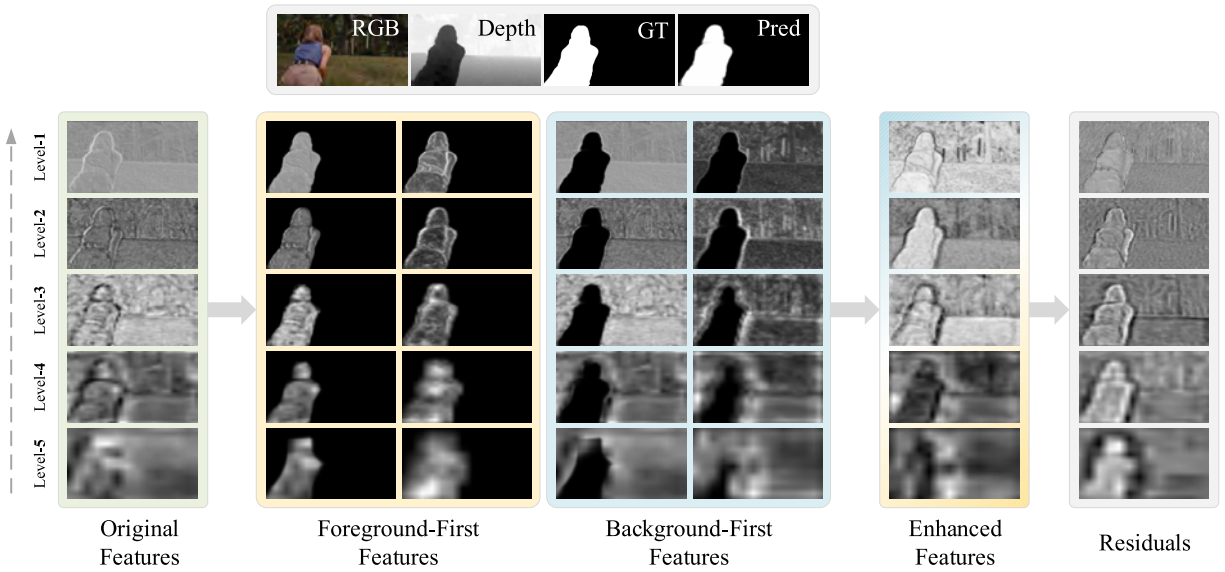 RGB
Depth
GT
Pred
Level-1
Level-2
Level-3
Level-4
Level-5
Original
Features
Foreground-First
Features
Background-First
Features
Enhanced
Features
Residuals